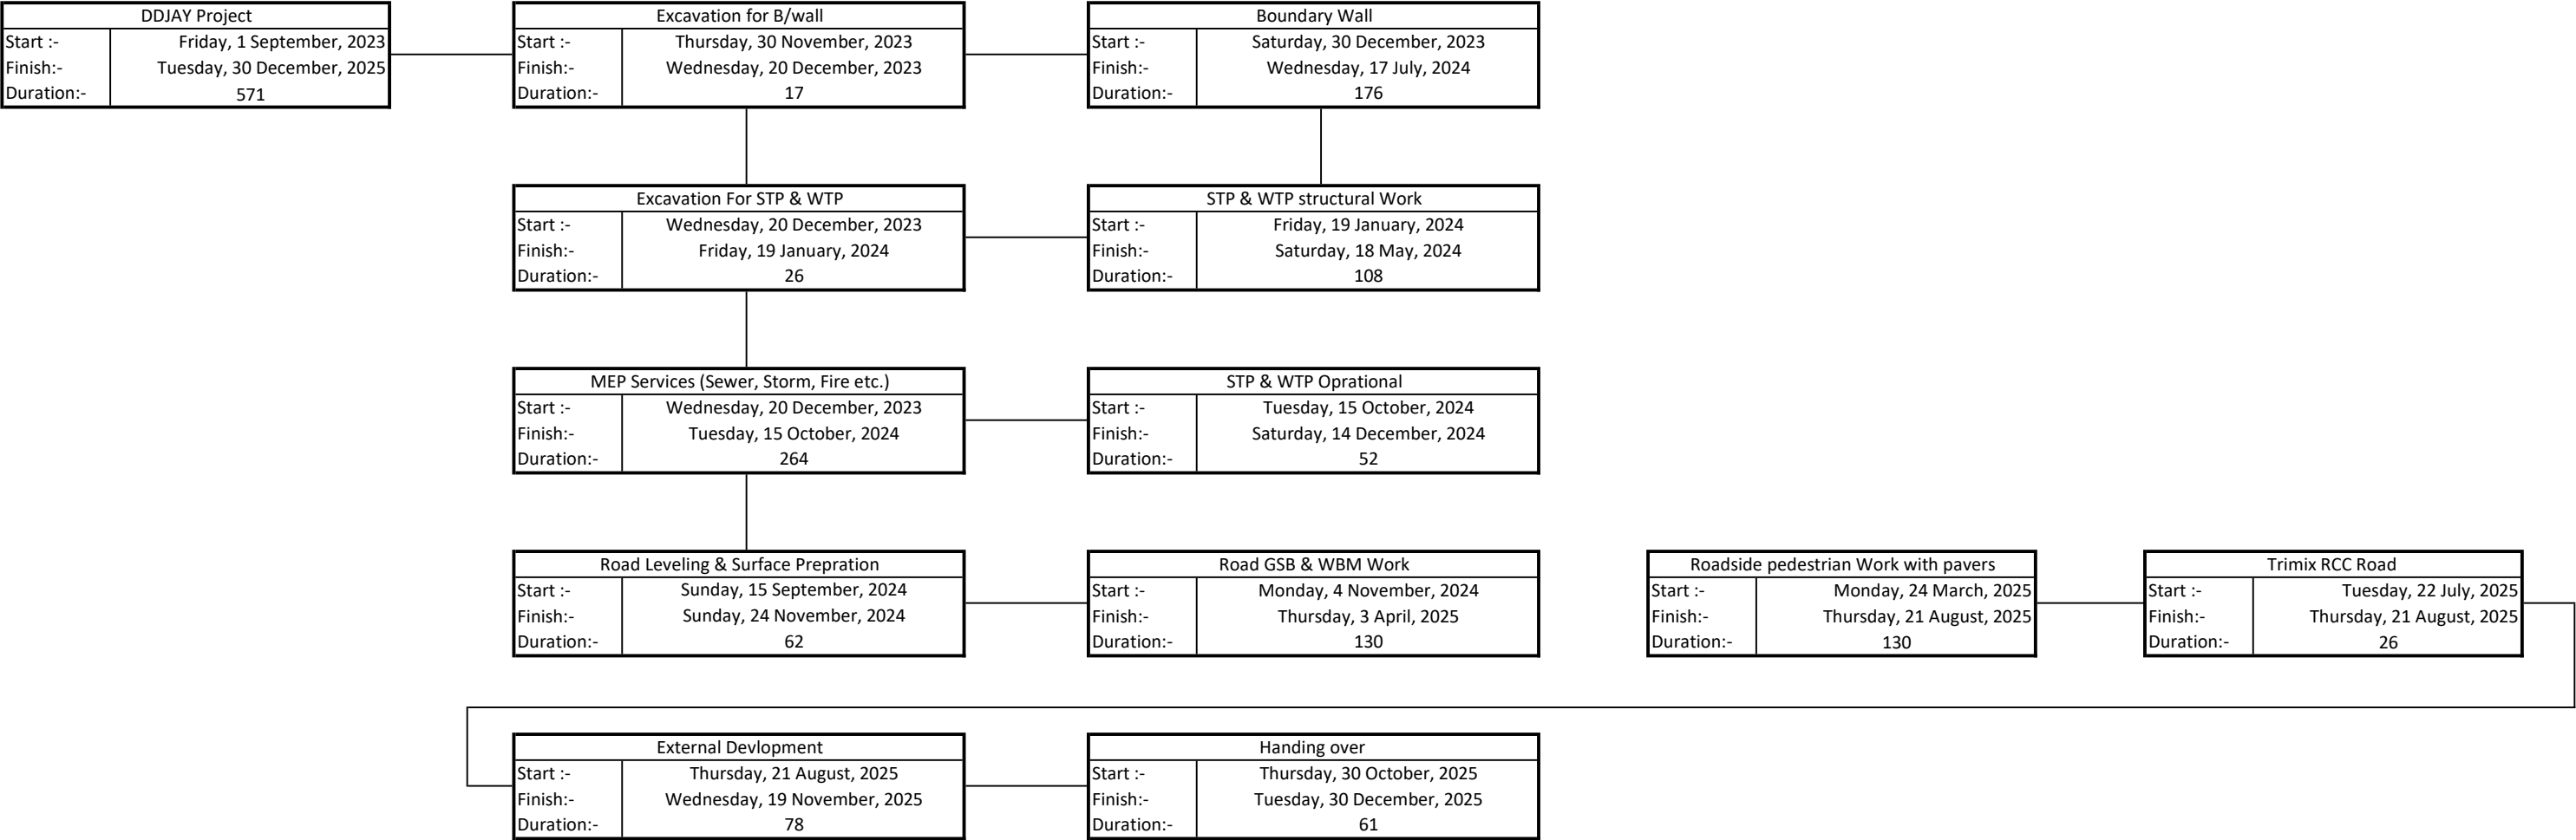 DDJAY Project
Start :- Friday, 1 September, 2023
Finish:- Tuesday, 30 December, 2025
Duration:- 571
Excavation for B/wall
Start :- Thursday, 30 November, 2023
Finish:- Wednesday, 20 December, 2023
Duration:- 17
Boundary Wall
Start :- Saturday, 30 December, 2023
Finish:- Wednesday, 17 July, 2024
Duration:- 176
Excavation For STP & WTP
Start :- Wednesday, 20 December, 2023
Finish:- Friday, 19 January, 2024
Duration:- 26
STP & WTP structural Work
Start :- Friday, 19 January, 2024
Finish:- Saturday, 18 May, 2024
Duration:- 108
MEP Services (Sewer, Storm, Fire etc.)
Start :- Wednesday, 20 December, 2023
Finish:- Tuesday, 15 October, 2024
Duration:- 264
STP & WTP Oprational
Start :- Tuesday, 15 October, 2024
Finish:- Saturday, 14 December, 2024
Duration:- 52
Road Leveling & Surface Prepration
Start :- Sunday, 15 September, 2024
Finish:- Sunday, 24 November, 2024
Duration:- 62
Road GSB & WBM Work
Start :- Monday, 4 November, 2024
Finish:- Thursday, 3 April, 2025
Duration:- 130
Roadside pedestrian Work with pavers
Start :- Monday, 24 March, 2025
Finish:- Thursday, 21 August, 2025
Duration:- 130
Trimix RCC Road
Start :- Tuesday, 22 July, 2025
Finish:- Thursday, 21 August, 2025
Duration:- 26
External Devlopment
Start :- Thursday, 21 August, 2025
Finish:- Wednesday, 19 November, 2025
Duration:- 78
Handing over
Start :- Thursday, 30 October, 2025
Finish:- Tuesday, 30 December, 2025
Duration:- 61